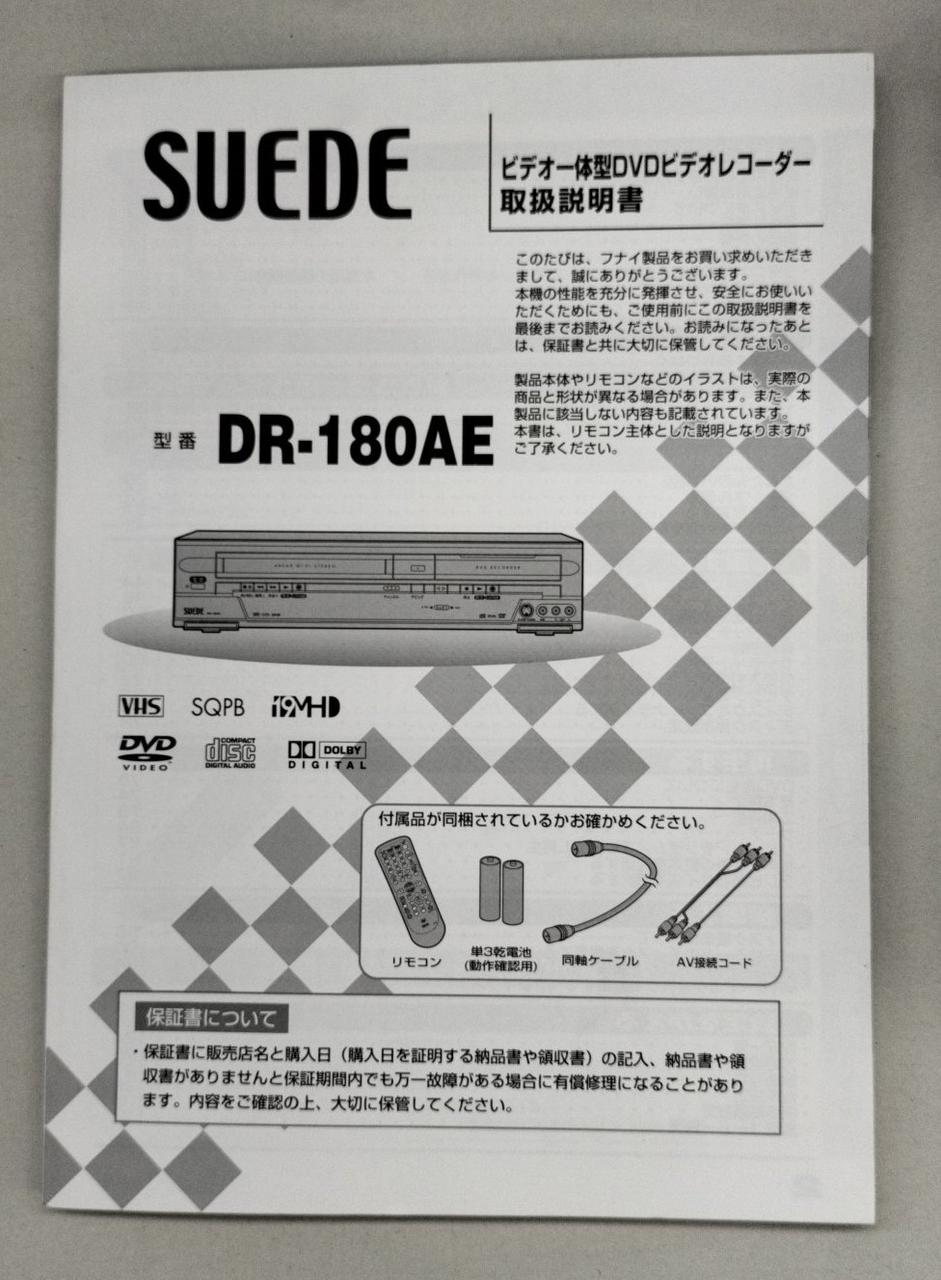 SUEDE
ビデオ一体型DVDビデオレコーダー
取扱説明書
このたびは、フナイ製品をお買い求めいただき
まして、誠にありがとうございます。
本機の性能を充分に発揮させ、安全にお使いい
ただくためにも、ご使用前にこの取扱説明書を
最後までお読みください。お読みになったあと
は、保証書と共に大切に保管してください。
製品本体やリモコンなどのイラストは、実際の
商品と形状が異なる場合があります。また、本
製品に該当しない内容も記載されています。
本書は、リモコン主体とした説明となりますが
ご了承ください。
型番 DR-180AE
SUEDE
VHS SQPB 19MHD
DVD VIDEO COMPACT disc DIGITAL AUDIO DOLBY DIGITAL
付属品が同梱されているかお確かめください。
リモコン
単3乾電池
(動作確認用)
同軸ケーブル
AV接続コード
保証書について
・保証書に販売店名と購入日（購入日を証明する納品書や領収書）の記入、納品書や領
収書がありませんと保証期間内でも万一故障がある場合に有償修理になることがあり
ます。内容をご確認の上、大切に保管してください。